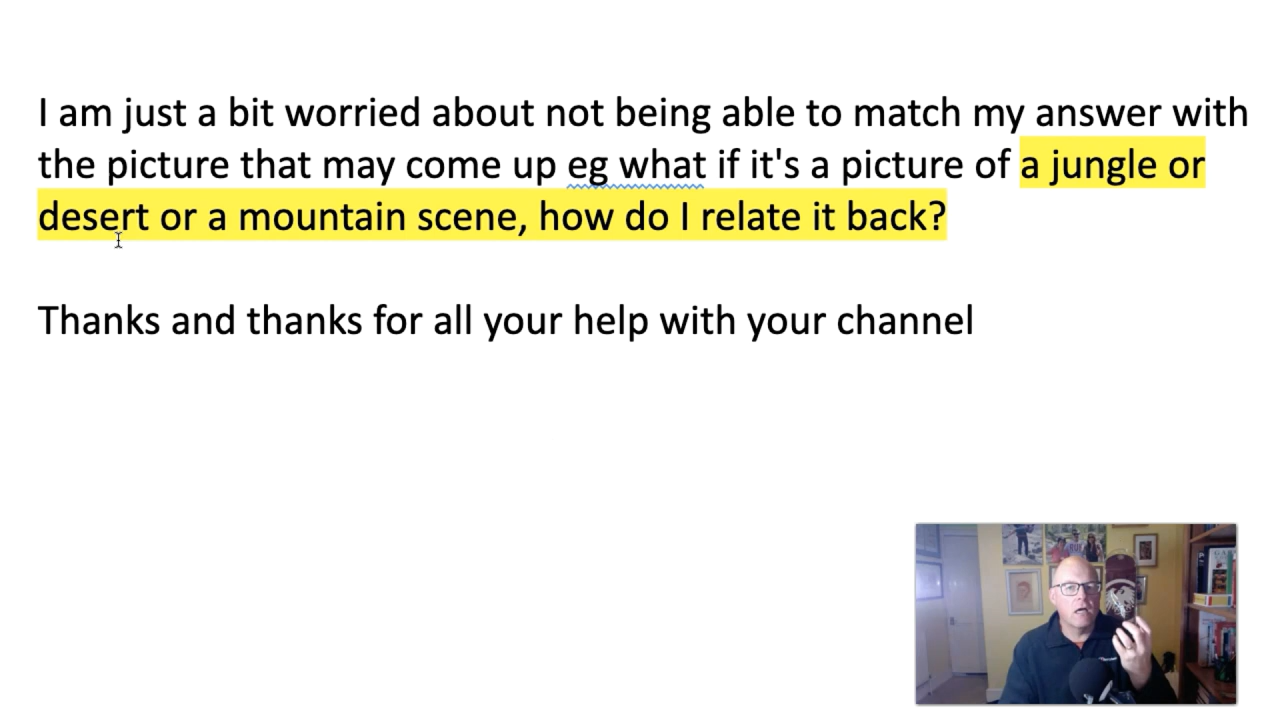 I am just a bit worried about not being able to match my answer with
the picture that may come up eg what if it's a picture of a jungle or
desert or a mountain scene, how do I relate it back?
Thanks and thanks for all your help with your channel